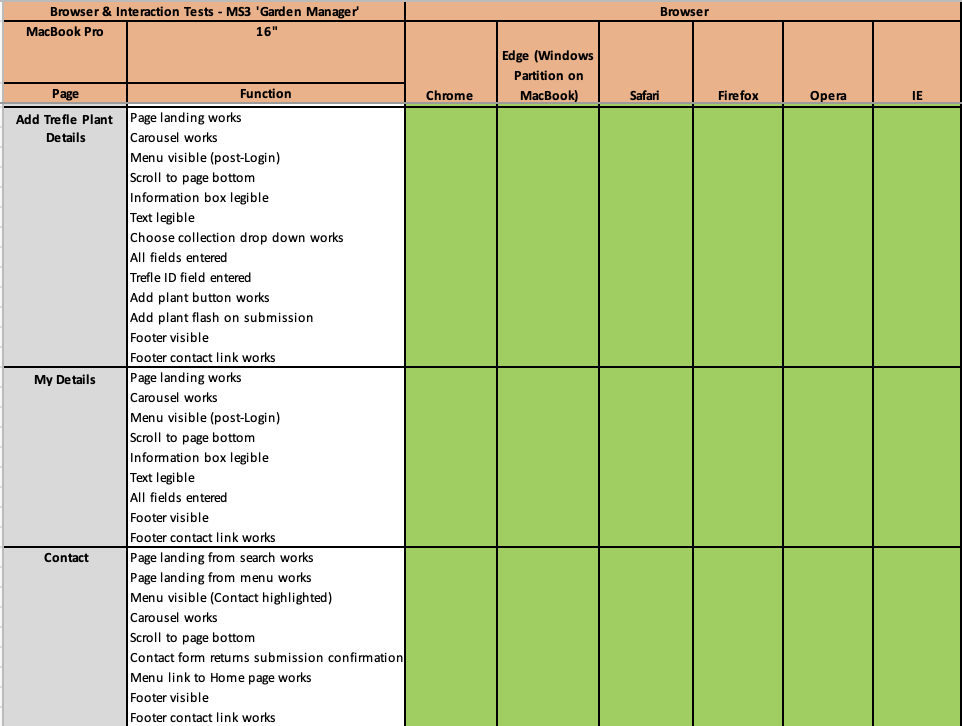 Browser & Interaction Tests - MS3 'Garden Manager'
Browser
MacBook Pro
16"
Page
Function
Chrome
Edge (Windows
Partition on
MacBook)
Safari
Firefox
Opera
IE
Add Trefle Plant
Details
Page landing works
Carousel works
Menu visible (post-Login)
Scroll to page bottom
Information box legible
Text legible
Choose collection drop down works
All fields entered
Trefle ID field entered
Add plant button works
Add plant flash on submission
Footer visible
Footer contact link works
My Details
Page landing works
Carousel works
Menu visible (post-Login)
Scroll to page bottom
Information box legible
Text legible
All fields entered
Footer visible
Footer contact link works
Contact
Page landing from search works
Page landing from menu works
Menu visible (Contact highlighted)
Carousel works
Scroll to page bottom
Contact form returns submission confirmation
Menu link to Home page works
Footer visible
Footer contact link works